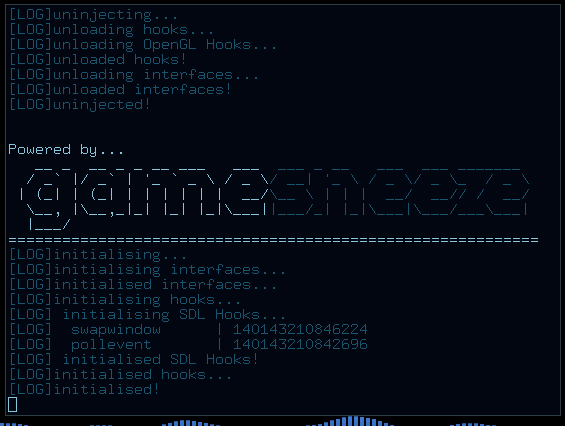 [LOG]uninjecting...
[LOG]unloading hooks...
[LOG]unloading OpenGL Hooks...
[LOG]unloaded hooks!
[LOG]unloading interfaces...
[LOG]unloaded interfaces!
[LOG]uninjected!
Powered by...
gamesneeze
===========================================================
[LOG]initialising...
[LOG]initialising interfaces...
[LOG]initialised interfaces...
[LOG]initialising hooks...
[LOG] initialising SDL Hooks...
[LOG]  swapwindow      | 140143210846224
[LOG]  pollevent       | 140143210842696
[LOG] initialised SDL Hooks!
[LOG]initialised hooks...
[LOG]initialised!